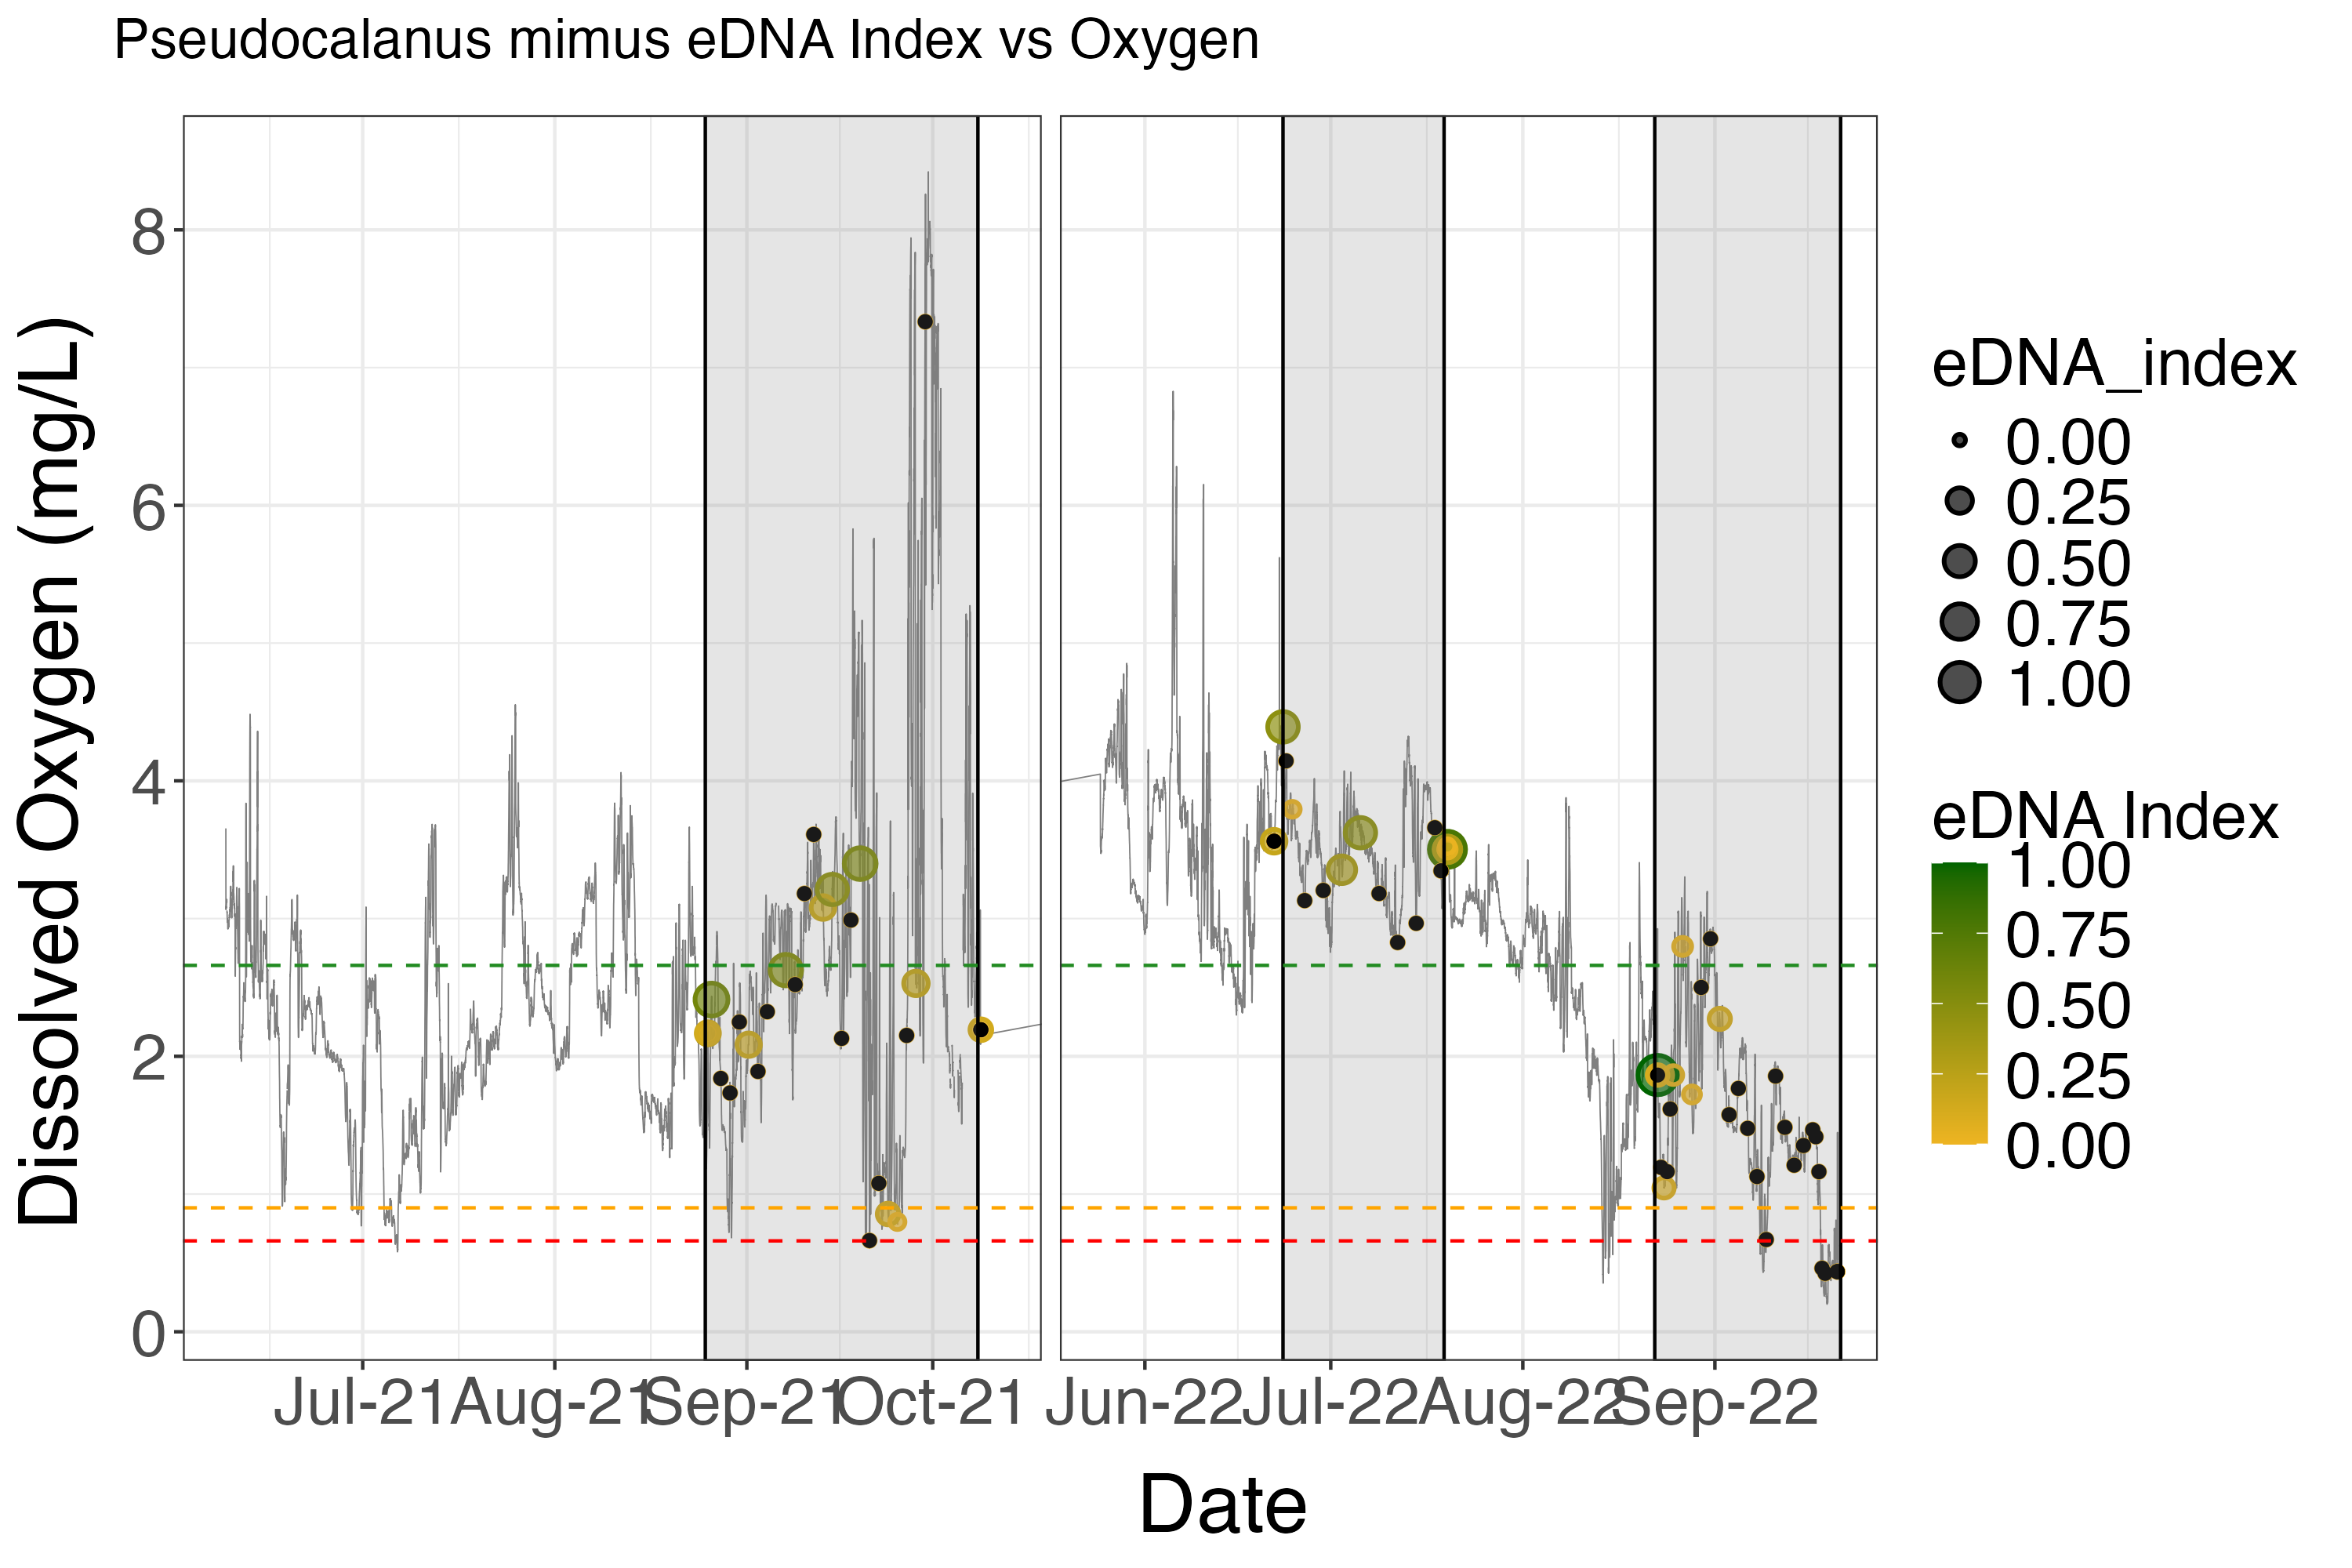 Pseudocalanus mimus eDNA Index vs Oxygen
Dissolved Oxygen (mg/L)
8
6
4
2
0
Jul-21
Aug-21
Sep-21
Oct-21
Jun-22
Jul-22
Aug-22
Sep-22
Date
eDNA_index
0.00
0.25
0.50
0.75
1.00
eDNA Index
1.00
0.75
0.50
0.25
0.00